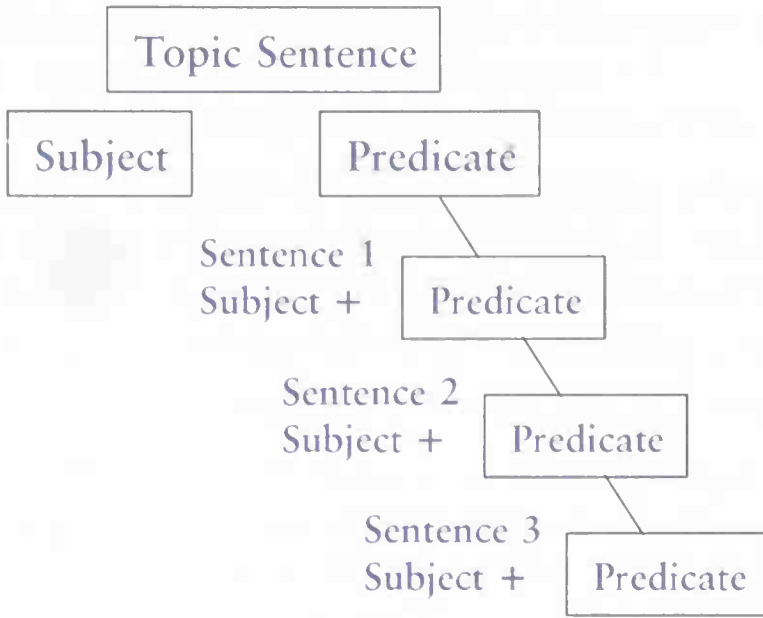 Topic Sentence
Subject Predicate
Sentence 1
Subject + Predicate
Sentence 2
Subject + Predicate
Sentence 3
Subject + Predicate